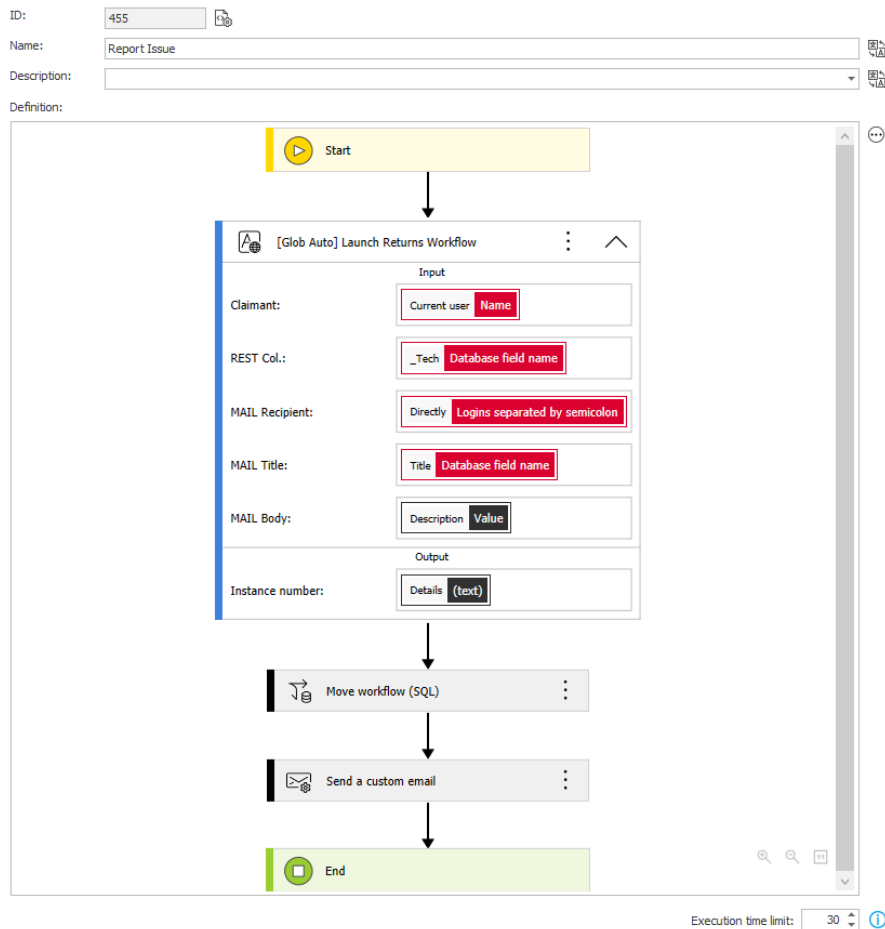 ID: 455
Name: Report Issue
Description:
Definition:
Start
[Glob Auto] Launch Returns Workflow
Input
Claimant: Current user Name
REST Col.: _Tech Database field name
MAIL Recipient: Directly Logins separated by semicolon
MAIL Title: Title Database field name
MAIL Body: Description Value
Output
Instance number: Details (text)
Move workflow (SQL)
Send a custom email
End
Execution time limit: 30